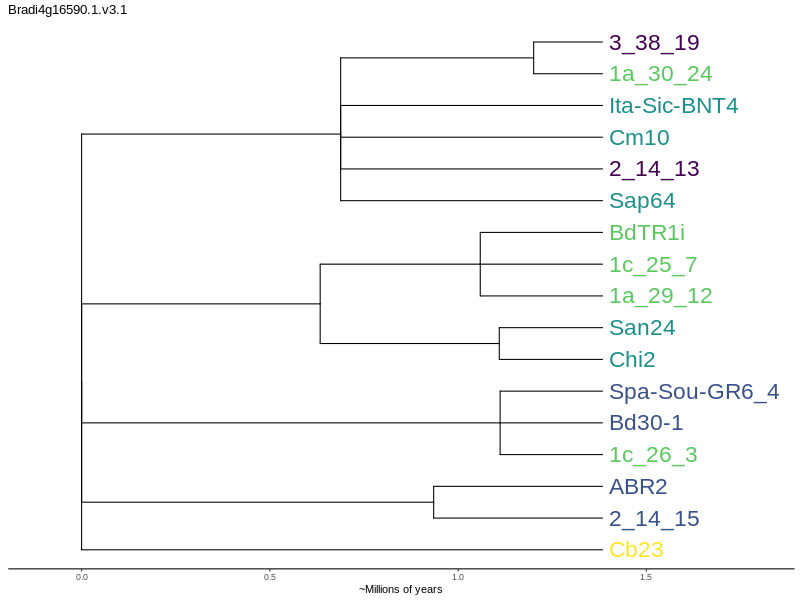 Bradi4g16590.1.v3.1
3_38_19
1a_30_24
Ita-Sic-BNT4
Cm10
2_14_13
Sap64
BdTR1i
1c_25_7
1a_29_12
San24
Chi2
Spa-Sou-GR6_4
Bd30-1
1c_26_3
ABR2
2_14_15
Cb23
0.0 0.5 1.0 1.5
~Millions of years